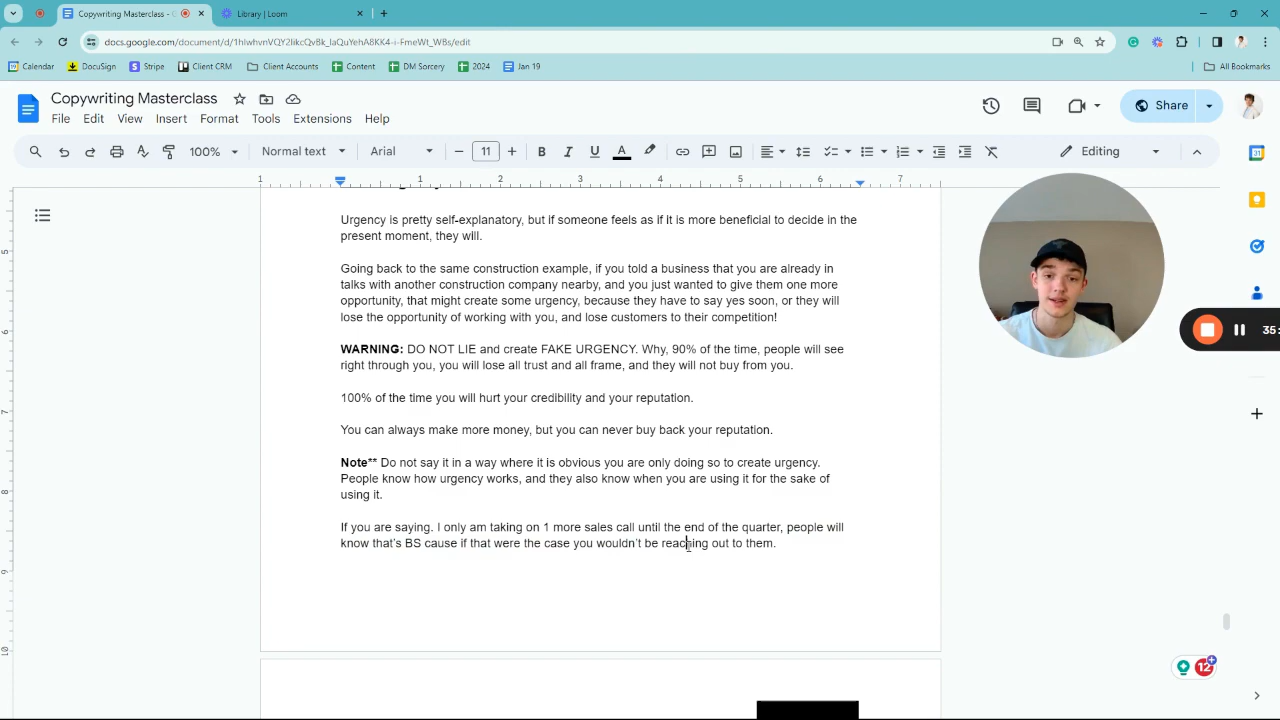 Copywriting Masterclass - G
Library | Loom
docs.google.com/document/d/1hIwhvnVQY2likcQvBk_IaQuYehA8KK4-i-FmeWt_WBs/edit
Calendar
DocuSign
Stripe
Client CRM
Client Accounts
Content
DM Sorcery
2024
Jan 19
All Bookmarks
Copywriting Masterclass
File Edit View Insert Format Tools Extensions Help
Share
100% Normal text Arial 11 Editing
1 1 2 3 4 5 6 7
Urgency is pretty self-explanatory, but if someone feels as if it is more beneficial to decide in the
present moment, they will.
Going back to the same construction example, if you told a business that you are already in
talks with another construction company nearby, and you just wanted to give them one more
opportunity, that might create some urgency, because they have to say yes soon, or they will
lose the opportunity of working with you, and lose customers to their competition!
WARNING: DO NOT LIE and create FAKE URGENCY. Why, 90% of the time, people will see
right through you, you will lose all trust and all frame, and they will not buy from you.
100% of the time you will hurt your credibility and your reputation.
You can always make more money, but you can never buy back your reputation.
Note** Do not say it in a way where it is obvious you are only doing so to create urgency.
People know how urgency works, and they also know when you are using it for the sake of
using it.
If you are saying. I only am taking on 1 more sales call until the end of the quarter, people will
know that's BS cause if that were the case you wouldn't be reaching out to them.
35:
12